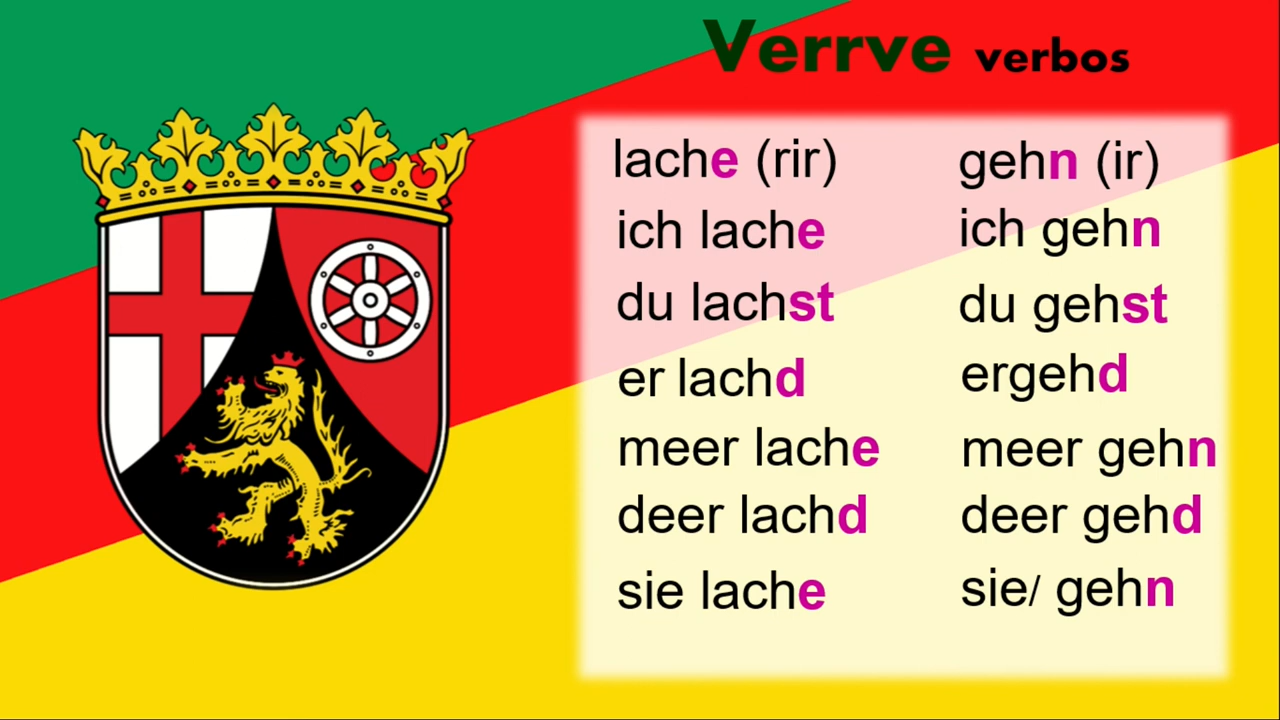 Verrve verbos
lache (rir)
ich lache
du lachst
er lachd
meer lache
deer lachd
sie lache
gehn (ir)
ich gehn
du gehst
ergehd
meer gehn
deer gehd
sie/ gehn